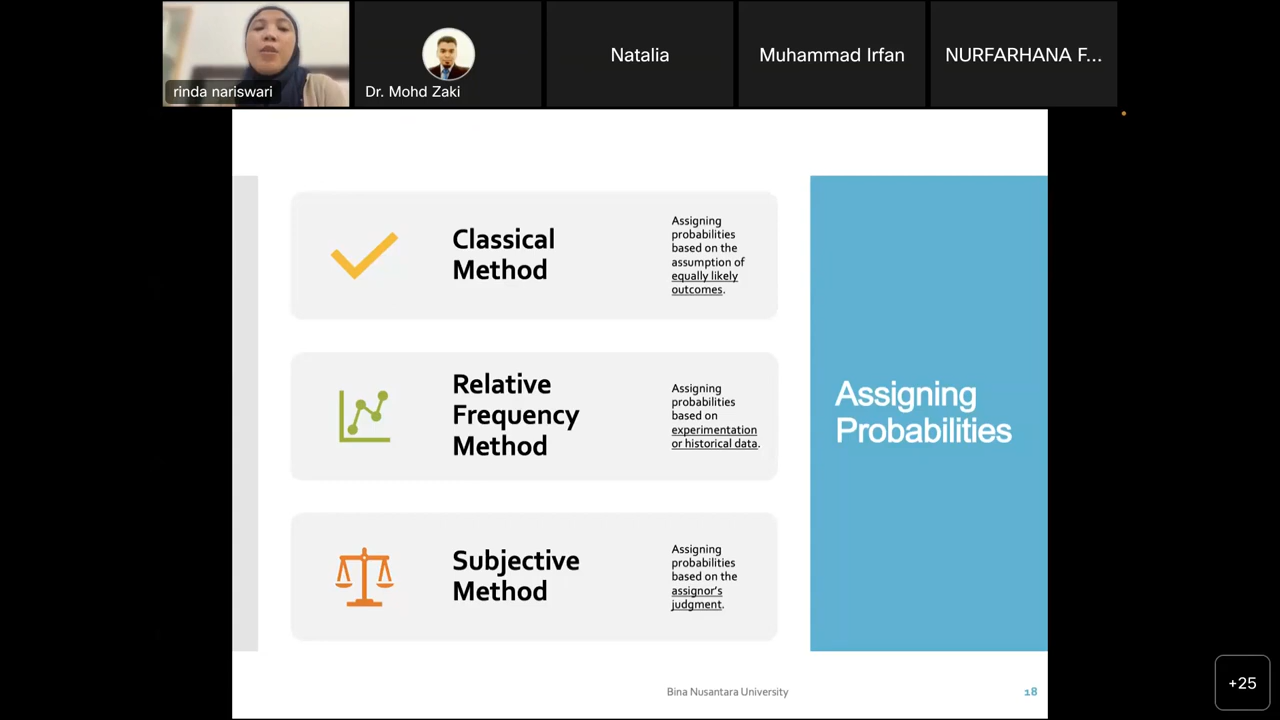 rinda nariswari
Dr. Mohd Zaki
Natalia
Muhammad Irfan
NURFARHANA F...
Classical
Method
Assigning
probabilities
based on the
assumption of
equally likely
outcomes.
Relative
Frequency
Method
Assigning
probabilities
based on
experimentation
or historical data.
Subjective
Method
Assigning
probabilities
based on the
assignor's
judgment.
Assigning
Probabilities
Bina Nusantara University
18
+25